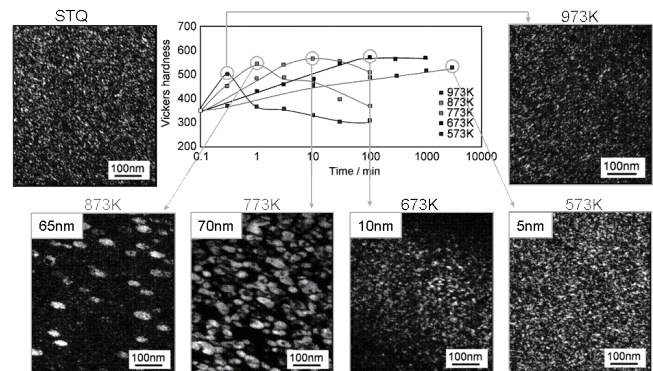 STQ
973K
Vickers hardness
700
600
500
400
300
200
973K
873K
773K
673K
573K
0.1
1
10
100
1000
10000
Time / min
100nm
100nm
873K
773K
673K
573K
65nm
70nm
10nm
5nm
100nm
100nm
100nm
100nm